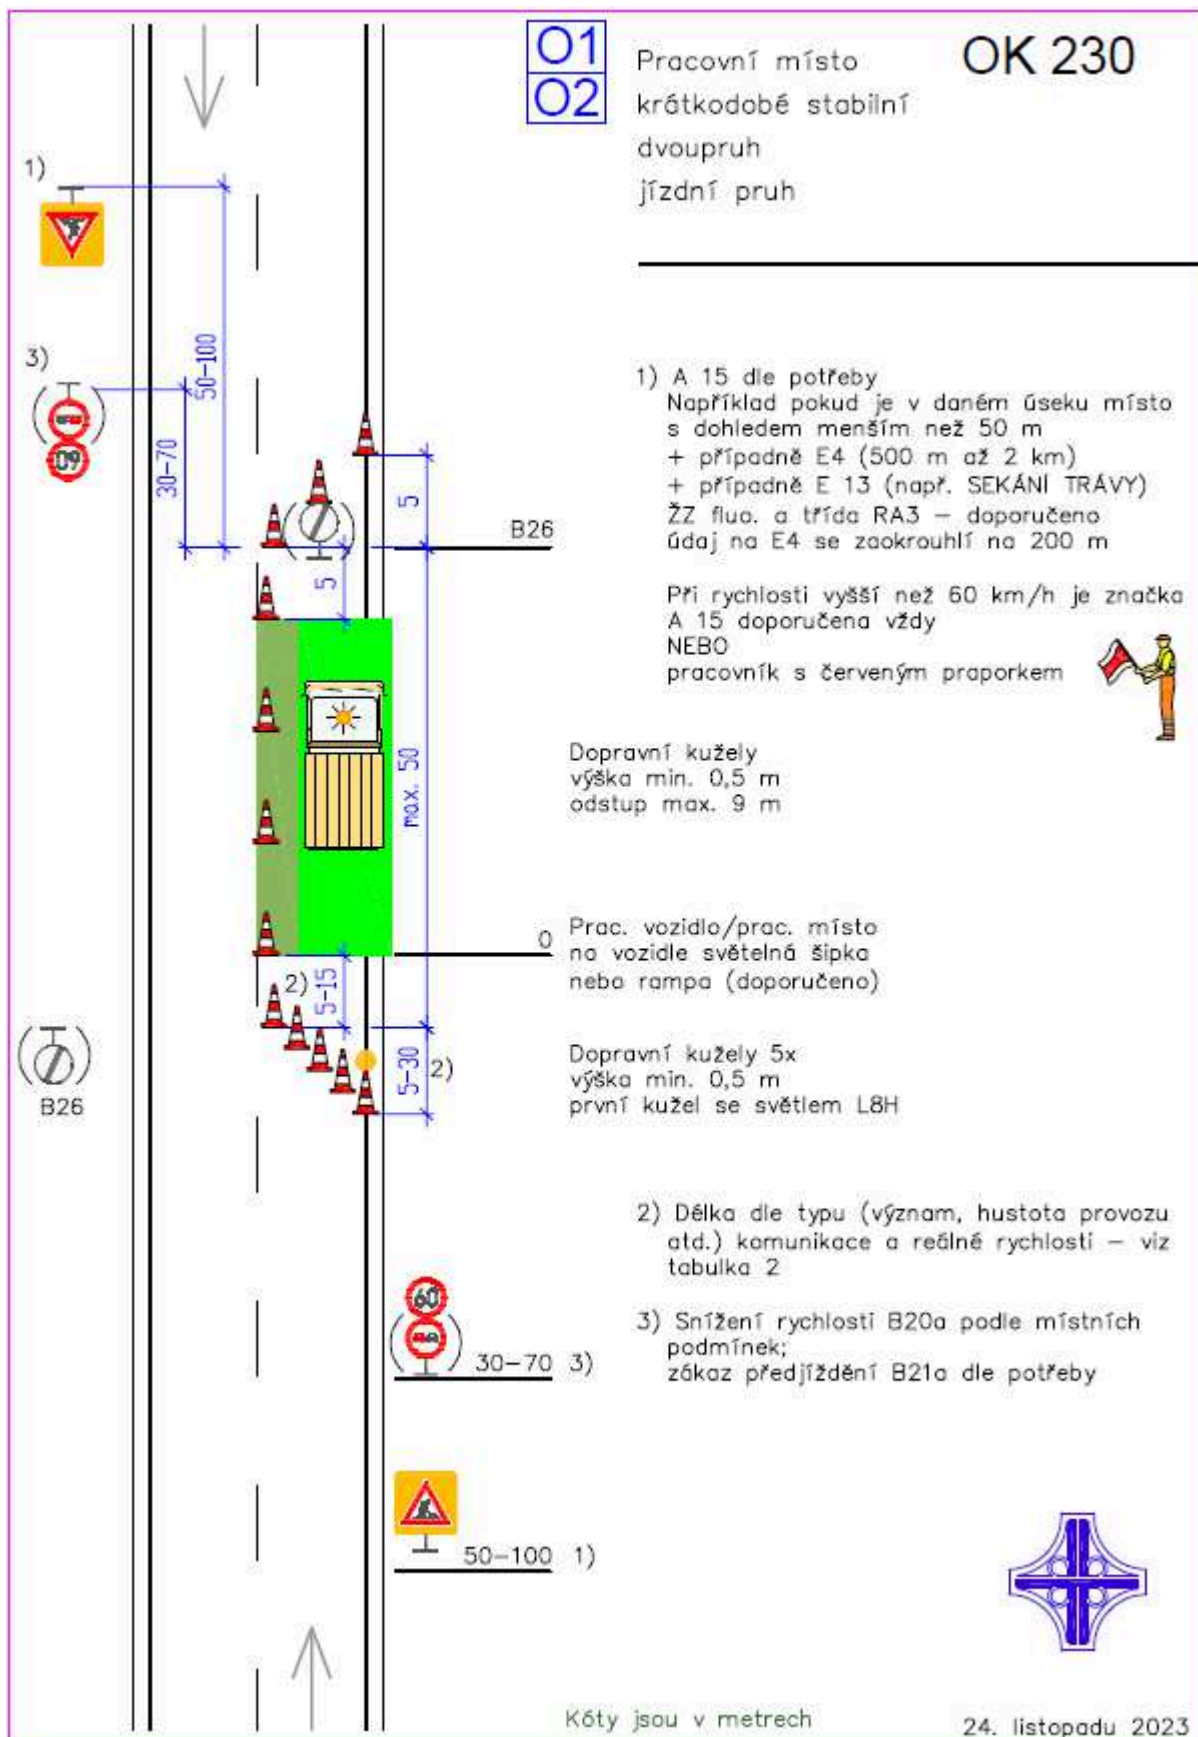 O1
O2
Pracovní místo
krátkodobé stabilní
dvoupruh
jízdní pruh
OK 230
1)
3)
60
50-100
30-70
5
B26
5
1) A 15 dle potřeby
Například pokud je v daném úseku místo
s dohledem menším než 50 m
+ případně E4 (500 m až 2 km)
+ případně E 13 (např. SEKÁNÍ TRÁVY)
ŽZ fluo. a třída RA3 – doporučeno
údaj na E4 se zaokrouhlí na 200 m
Při rychlosti vyšší než 60 km/h je značka
A 15 doporučena vždy
NEBO
pracovník s červeným praporkem
max. 50
Dopravní kužely
výška min. 0,5 m
odstup max. 9 m
0
Prac. vozidlo/prac. místo
na vozidle světelná šipka
nebo rampa (doporučeno)
2)
5-15
B26
5-30
2)
Dopravní kužely 5x
výška min. 0,5 m
první kužel se světlem L8H
2) Délka dle typu (význam, hustota provozu
atd.) komunikace a reálné rychlosti – viz
tabulka 2
60
30-70 3)
3) Snížení rychlosti B20a podle místních
podmínek;
zákaz předjíždění B21a dle potřeby
50-100 1)
Kóty jsou v metrech
24. listopadu 2023